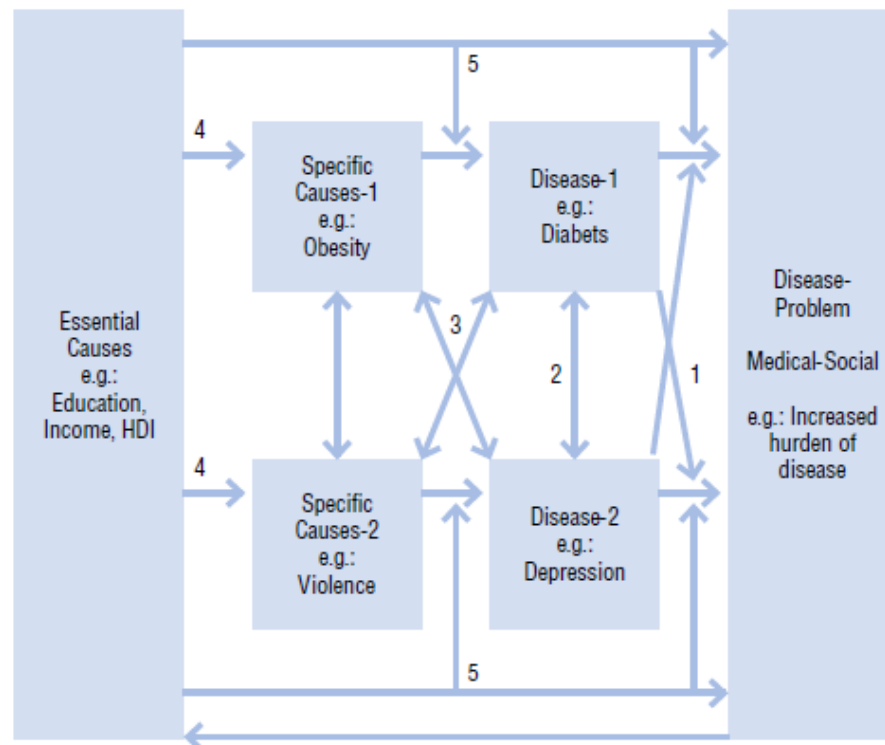 5
4
Specific
Causes-1
e.g.:
Obesity
Disease-1
e.g.:
Diabets
Essential
Causes
e.g.:
Education,
Income, HDI
3
2
1
Disease-
Problem
Medical-Social
e.g.: Increased
hurden of
disease
4
Specific
Causes-2
e.g.:
Violence
Disease-2
e.g.:
Depression
5